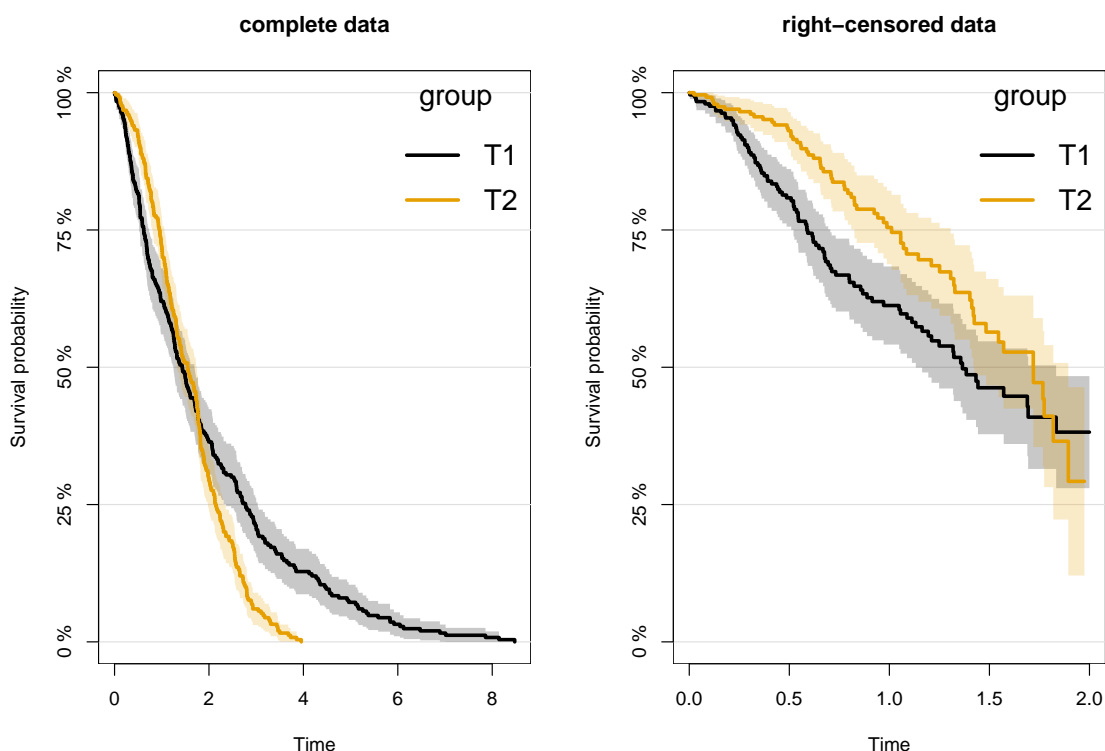 complete data
Survival probability
100 %
75 %
50 %
25 %
0 %
group
T1
T2
0
2
4
6
8
Time
right−censored data
Survival probability
100 %
75 %
50 %
25 %
0 %
group
T1
T2
0.0
0.5
1.0
1.5
2.0
Time